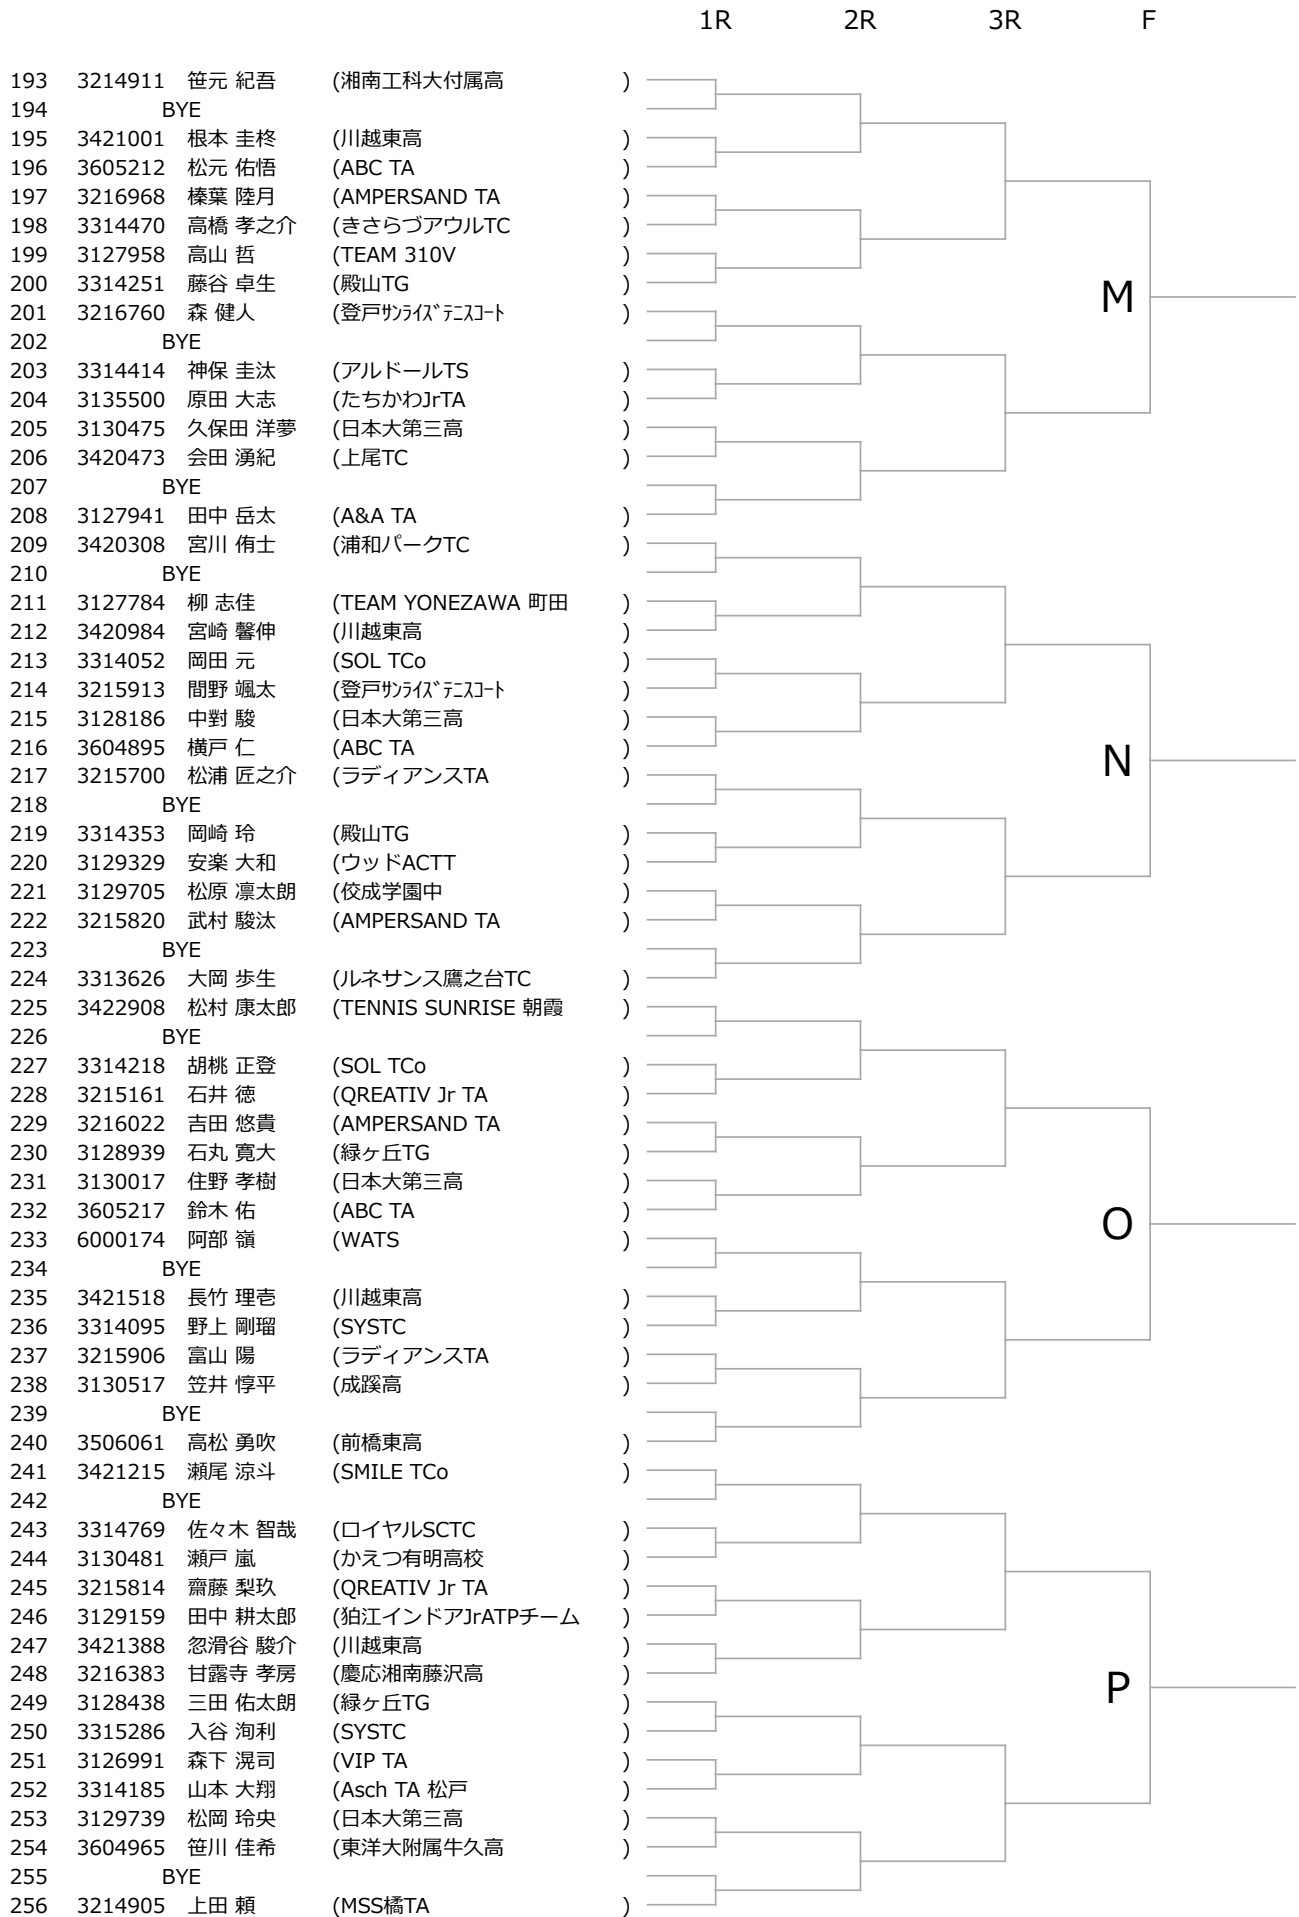 1R 2R 3R F
193 3214911 笹元 紀吾 (湘南工科大付属高 )
194 BYE
195 3421001 根本 圭柊 (川越東高 )
196 3605212 松元 佑悟 (ABC TA )
197 3216968 榛葉 陸月 (AMPERSAND TA )
198 3314470 高橋 孝之介 (きさらづアウルTC )
199 3127958 高山 哲 (TEAM 310V )
200 3314251 藤谷 卓生 (殿山TG )
201 3216760 森 健人 (登戸ｻﾝﾗｲｽﾞﾃﾆｽｺｰﾄ )
M
202 BYE
203 3314414 神保 圭汰 (アルドールTS )
204 3135500 原田 大志 (たちかわJrTA )
205 3130475 久保田 洋夢 (日本大第三高 )
206 3420473 会田 湧紀 (上尾TC )
207 BYE
208 3127941 田中 岳太 (A&A TA )
209 3420308 宮川 侑士 (浦和パークTC )
210 BYE
211 3127784 柳 志佳 (TEAM YONEZAWA 町田 )
212 3420984 宮崎 馨伸 (川越東高 )
213 3314052 岡田 元 (SOL TCo )
214 3215913 間野 颯太 (登戸ｻﾝﾗｲｽﾞﾃﾆｽｺｰﾄ )
215 3128186 中對 駿 (日本大第三高 )
216 3604895 横戸 仁 (ABC TA )
N
217 3215700 松浦 匠之介 (ラディアンスTA )
218 BYE
219 3314353 岡崎 玲 (殿山TG )
220 3129329 安楽 大和 (ウッドACTT )
221 3129705 松原 凛太朗 (佼成学園中 )
222 3215820 武村 駿汰 (AMPERSAND TA )
223 BYE
224 3313626 大岡 歩生 (ルネサンス鷹之台TC )
225 3422908 松村 康太郎 (TENNIS SUNRISE 朝霞 )
226 BYE
227 3314218 胡桃 正登 (SOL TCo )
228 3215161 石井 徳 (QREATIV Jr TA )
229 3216022 吉田 悠貴 (AMPERSAND TA )
230 3128939 石丸 寛大 (緑ヶ丘TG )
231 3130017 住野 孝樹 (日本大第三高 )
232 3605217 鈴木 佑 (ABC TA )
O
233 6000174 阿部 嶺 (WATS )
234 BYE
235 3421518 長竹 理壱 (川越東高 )
236 3314095 野上 剛瑠 (SYSTC )
237 3215906 富山 陽 (ラディアンスTA )
238 3130517 笠井 惇平 (成蹊高 )
239 BYE
240 3506061 高松 勇吹 (前橋東高 )
241 3421215 瀬尾 涼斗 (SMILE TCo )
242 BYE
243 3314769 佐々木 智哉 (ロイヤルSCTC )
244 3130481 瀬戸 嵐 (かえつ有明高校 )
245 3215814 齋藤 梨玖 (QREATIV Jr TA )
246 3129159 田中 耕太郎 (狛江インドアJrATPチーム )
247 3421388 忽滑谷 駿介 (川越東高 )
248 3216383 甘露寺 孝房 (慶応湘南藤沢高 )
P
249 3128438 三田 佑太朗 (緑ヶ丘TG )
250 3315286 入谷 洵利 (SYSTC )
251 3126991 森下 滉司 (VIP TA )
252 3314185 山本 大翔 (Asch TA 松戸 )
253 3129739 松岡 玲央 (日本大第三高 )
254 3604965 笹川 佳希 (東洋大附属牛久高 )
255 BYE
256 3214905 上田 頼 (MSS橘TA )